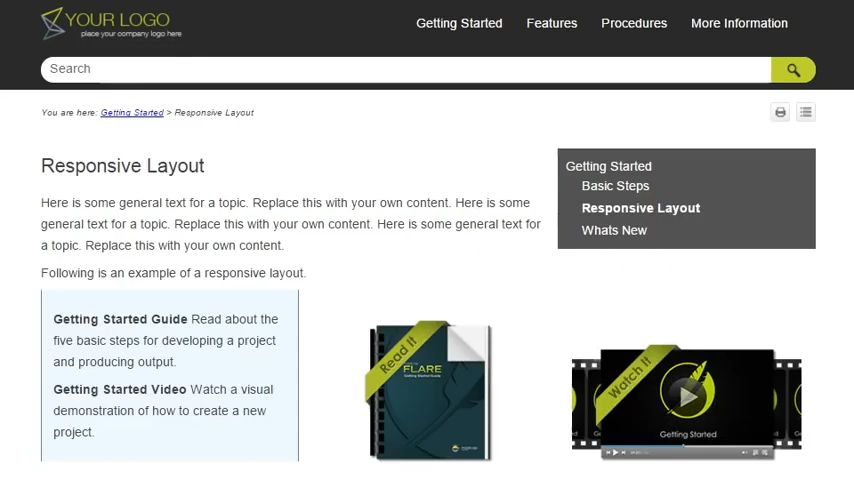 YOUR LOGO
place your company logo here
Getting Started Features Procedures More Information
Search
You are here: Getting Started > Responsive Layout
Responsive Layout
Here is some general text for a topic. Replace this with your own content. Here is some
general text for a topic. Replace this with your own content. Here is some general text for
a topic. Replace this with your own content.
Following is an example of a responsive layout.
Getting Started
Basic Steps
Responsive Layout
Whats New
Getting Started Guide Read about the
five basic steps for developing a project
and producing output.
Getting Started Video Watch a visual
demonstration of how to create a new
project.
Read It
FLARE
Getting Started Guide
Watch It
Getting Started